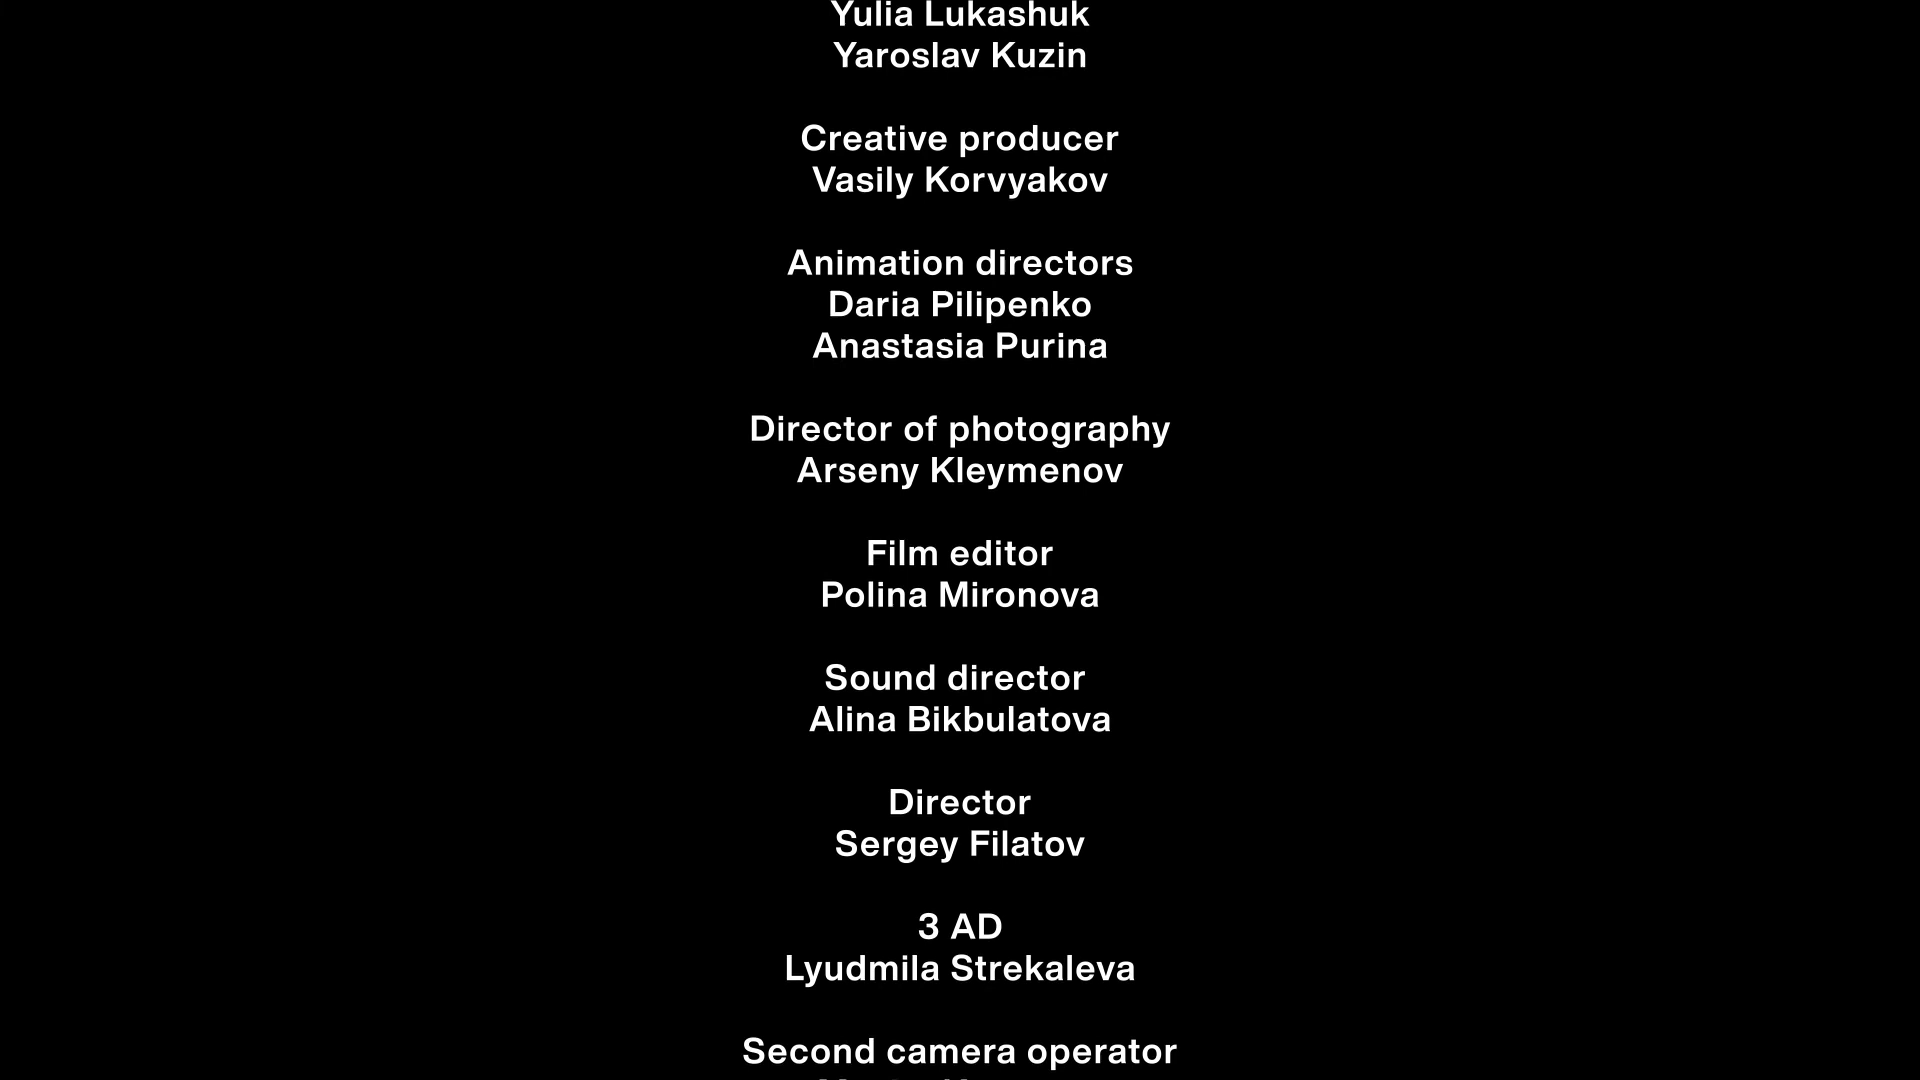 Yulia Lukashuk
Yaroslav Kuzin
Creative producer
Vasily Korvyakov
Animation directors
Daria Pilipenko
Anastasia Purina
Director of photography
Arseny Kleymenov
Film editor
Polina Mironova
Sound director
Alina Bikbulatova
Director
Sergey Filatov
3 AD
Lyudmila Strekaleva
Second camera operator